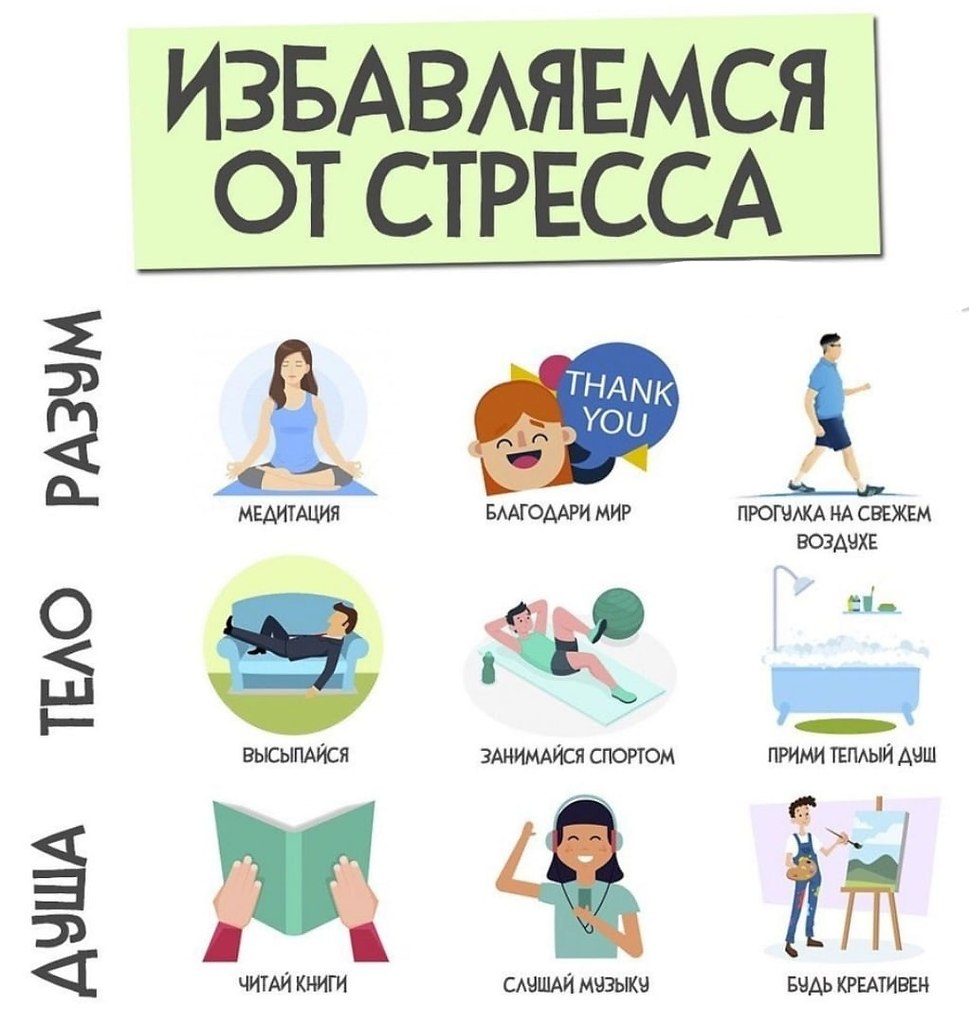 ИЗБАВЛЯЕМСЯ
ОТ СТРЕССА
РАЗУМ
THANK
YOU
МЕДИТАЦИЯ
БЛАГОДАРИ МИР
ПРОГУЛКА НА СВЕЖЕМ
ВОЗДУХЕ
ТЕЛО
ВЫСЫПАЙСЯ
ЗАНИМАЙСЯ СПОРТОМ
ПРИМИ ТЕПЛЫЙ ДУШ
ДУША
ЧИТАЙ КНИГИ
СЛУШАЙ МУЗЫКУ
БУДЬ КРЕАТИВЕН